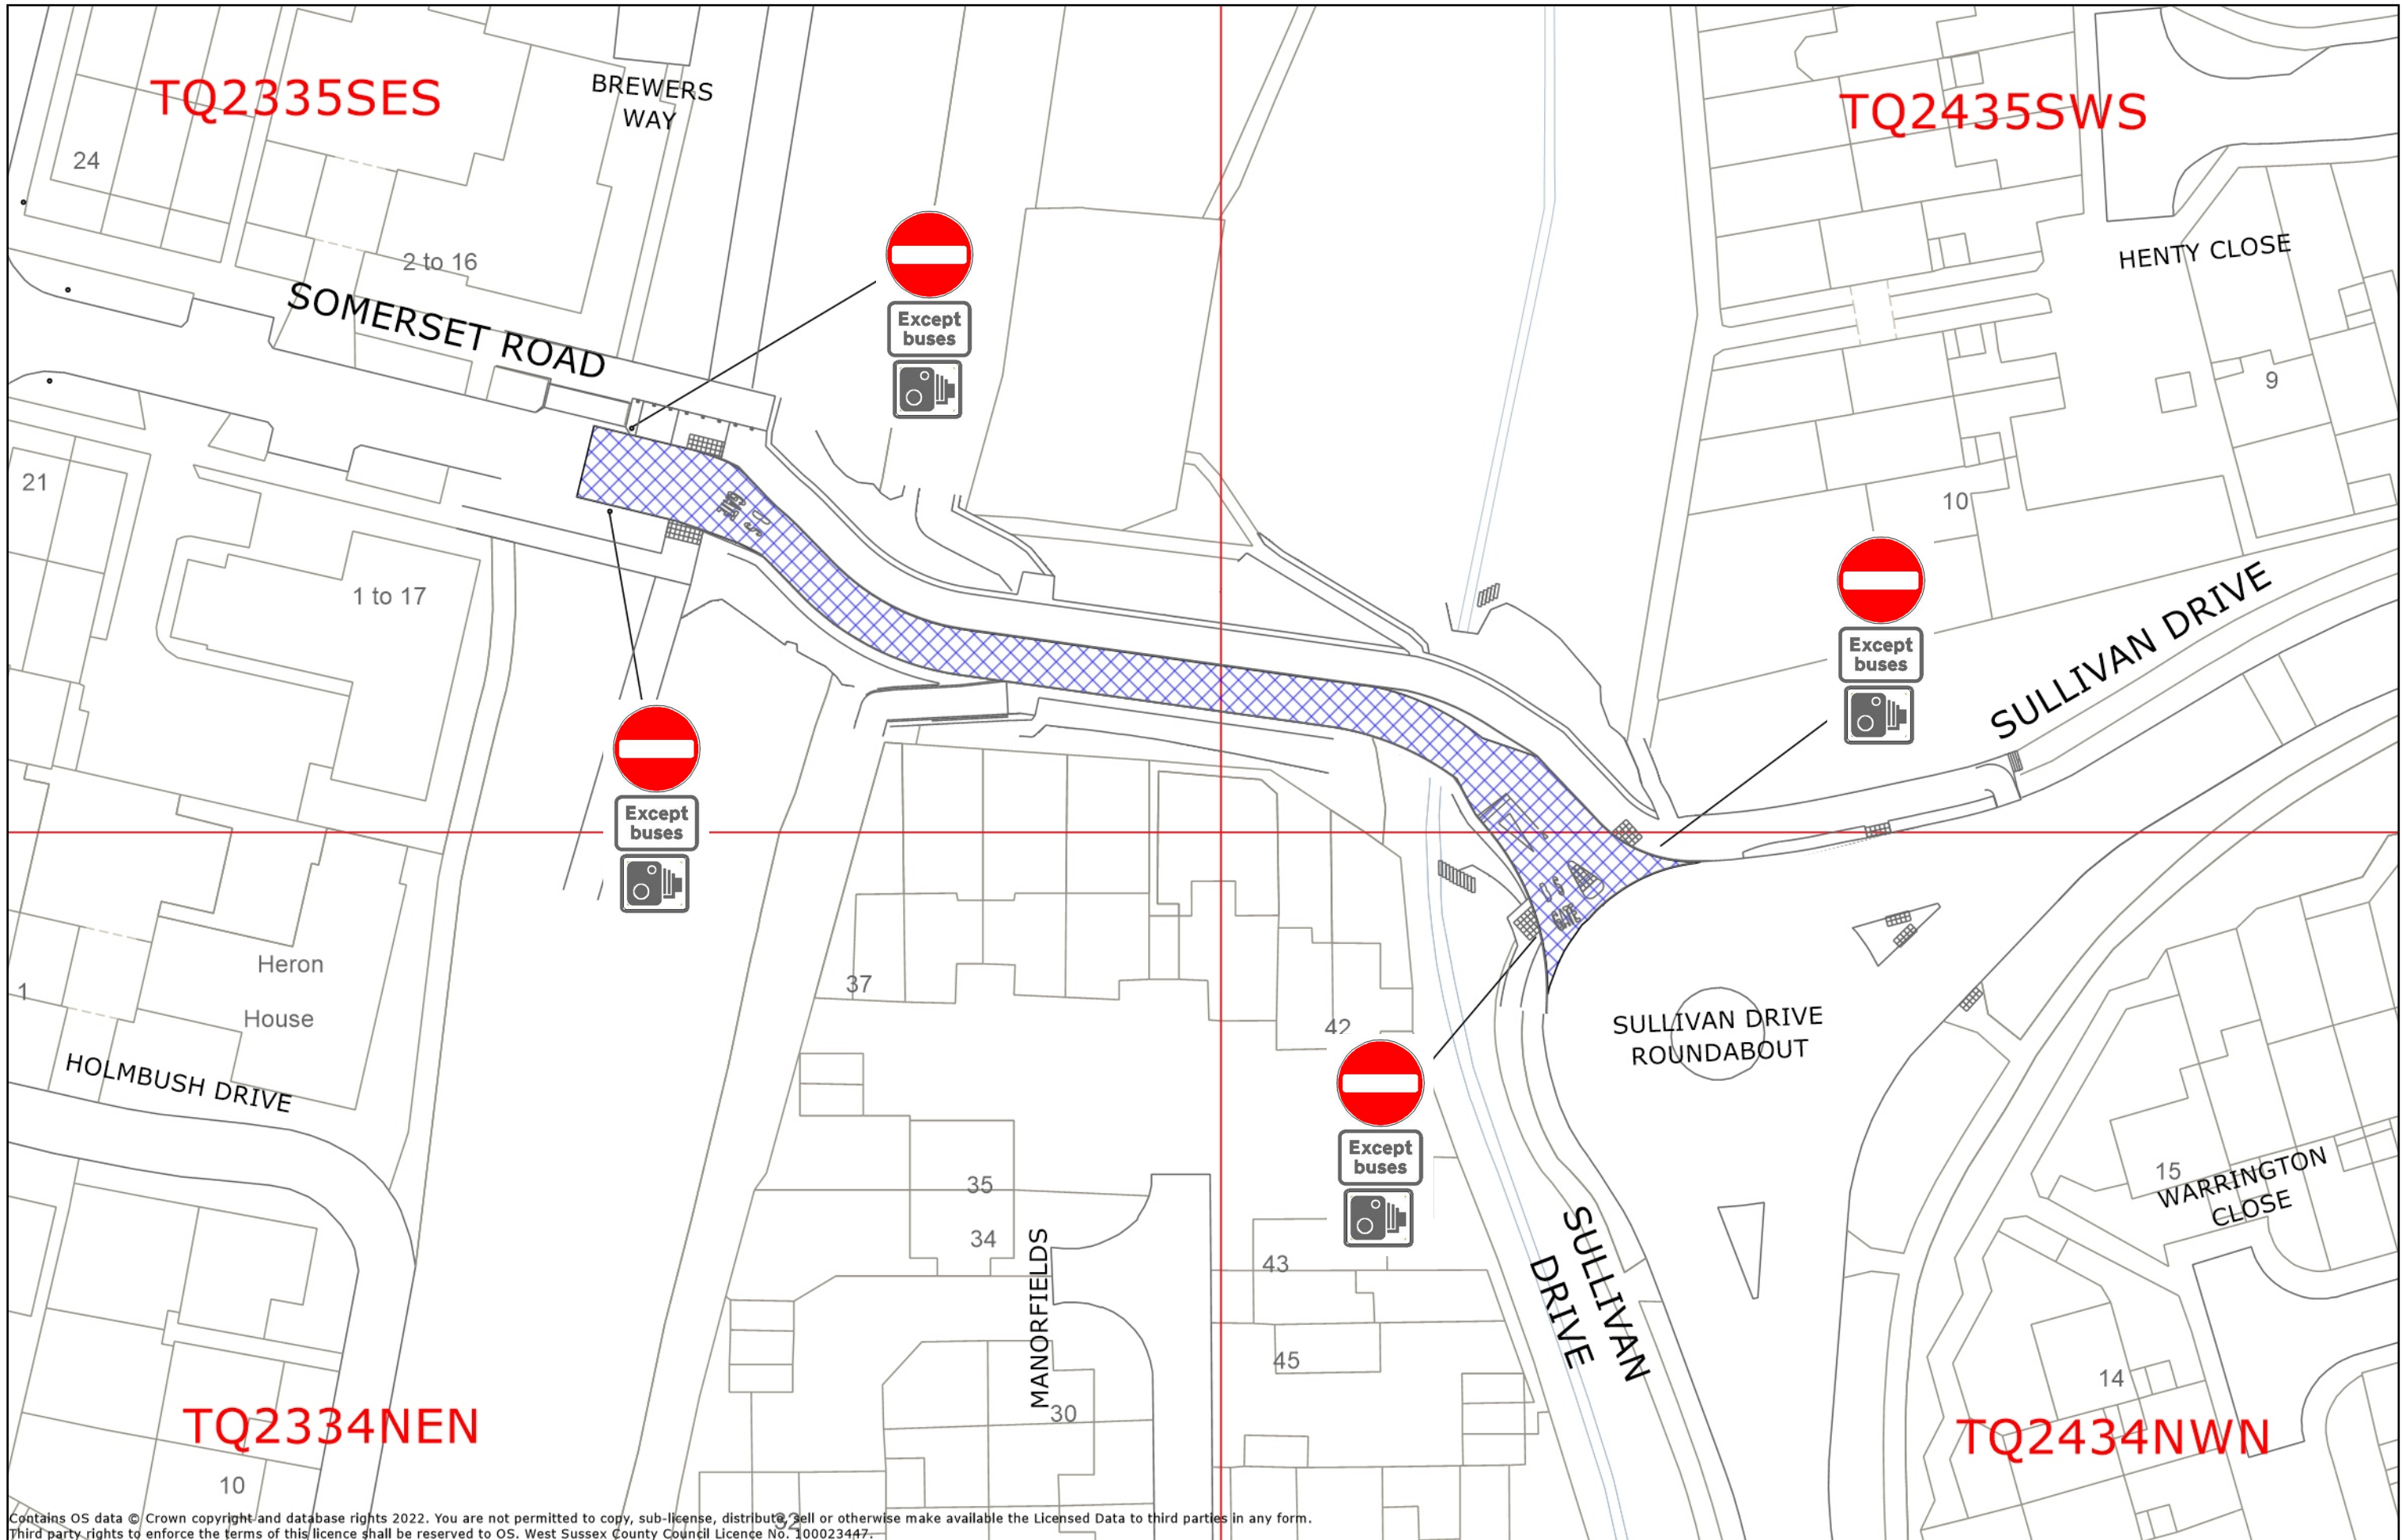 TQ2335SES
BREWERS
WAY
TQ2435SWS
24
2 to 16
SOMERSET ROAD
HENTY CLOSE
Except
buses
9
21
10
1 to 17
Except
buses
SULLIVAN DRIVE
Except
buses
GATE
Heron
House
1
37
42
SULLIVAN DRIVE
ROUNDABOUT
HOLMBUSH DRIVE
Except
buses
35
34
MANORFIELDS
43
45
30
SULLIVAN
DRIVE
15
WARRINGTON
CLOSE
14
TQ2334NEN
TQ2434NWN
10
32
Contains OS data © Crown copyright and database rights 2022. You are not permitted to copy, sub-license, distribute, sell or otherwise make available the Licensed Data to third parties in any form.
Third party rights to enforce the terms of this licence shall be reserved to OS. West Sussex County Council Licence No. 100023447.